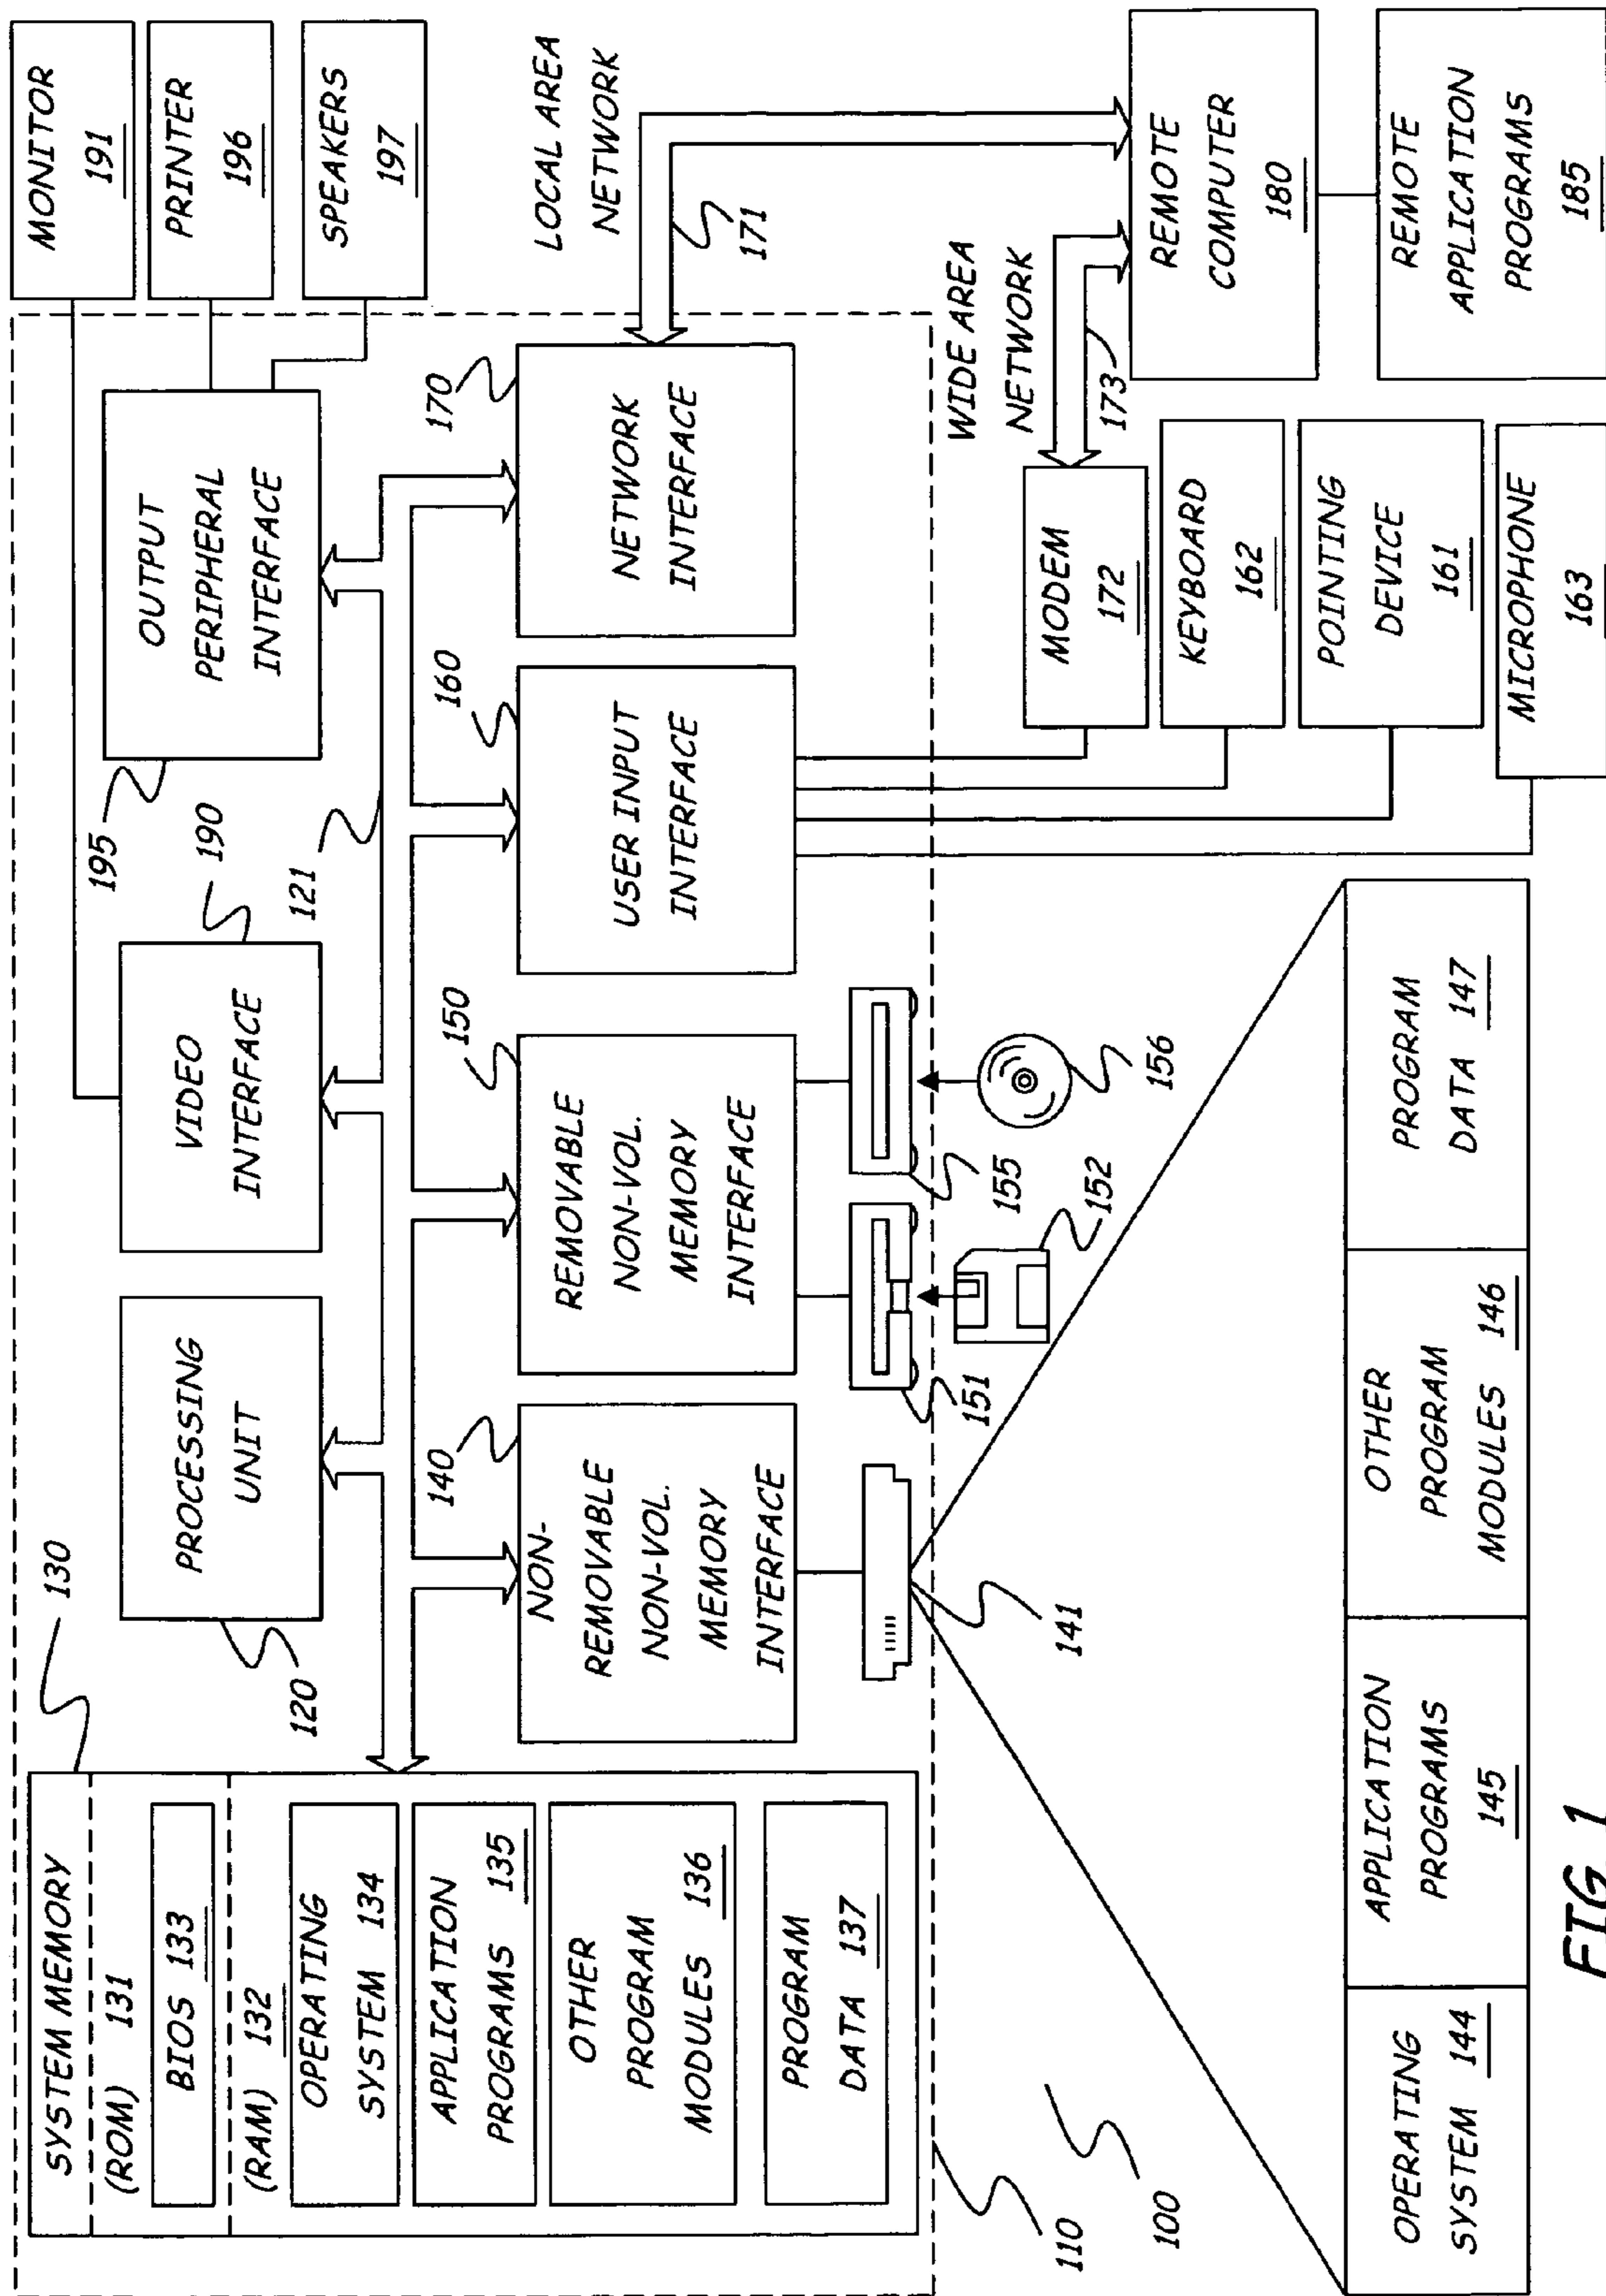 SYSTEM MEMORY
(ROM) 131
BIOS 133
(RAM) 132
OPERATING
SYSTEM 134
APPLICATION
PROGRAMS 135
OTHER
PROGRAM
MODULES 136
PROGRAM
DATA 137
130
PROCESSING
UNIT
120
VIDEO
INTERFACE
190
OUTPUT
PERIPHERAL
INTERFACE
195
121
MONITOR
191
PRINTER
196
SPEAKERS
197
NON-
REMOVABLE
NON-VOL.
MEMORY
INTERFACE
140
REMOVABLE
NON-VOL.
MEMORY
INTERFACE
150
USER INPUT
INTERFACE
160
NETWORK
INTERFACE
170
LOCAL AREA
NETWORK
171
WIDE AREA
NETWORK
173
141
151
152
155
156
MODEM
172
KEYBOARD
162
POINTING
DEVICE
161
MICROPHONE
163
REMOTE
COMPUTER
180
REMOTE
APPLICATION
PROGRAMS
185
110
100
OPERATING
SYSTEM 144
APPLICATION
PROGRAMS
145
OTHER
PROGRAM
MODULES 146
PROGRAM
DATA 147
FIG. 1